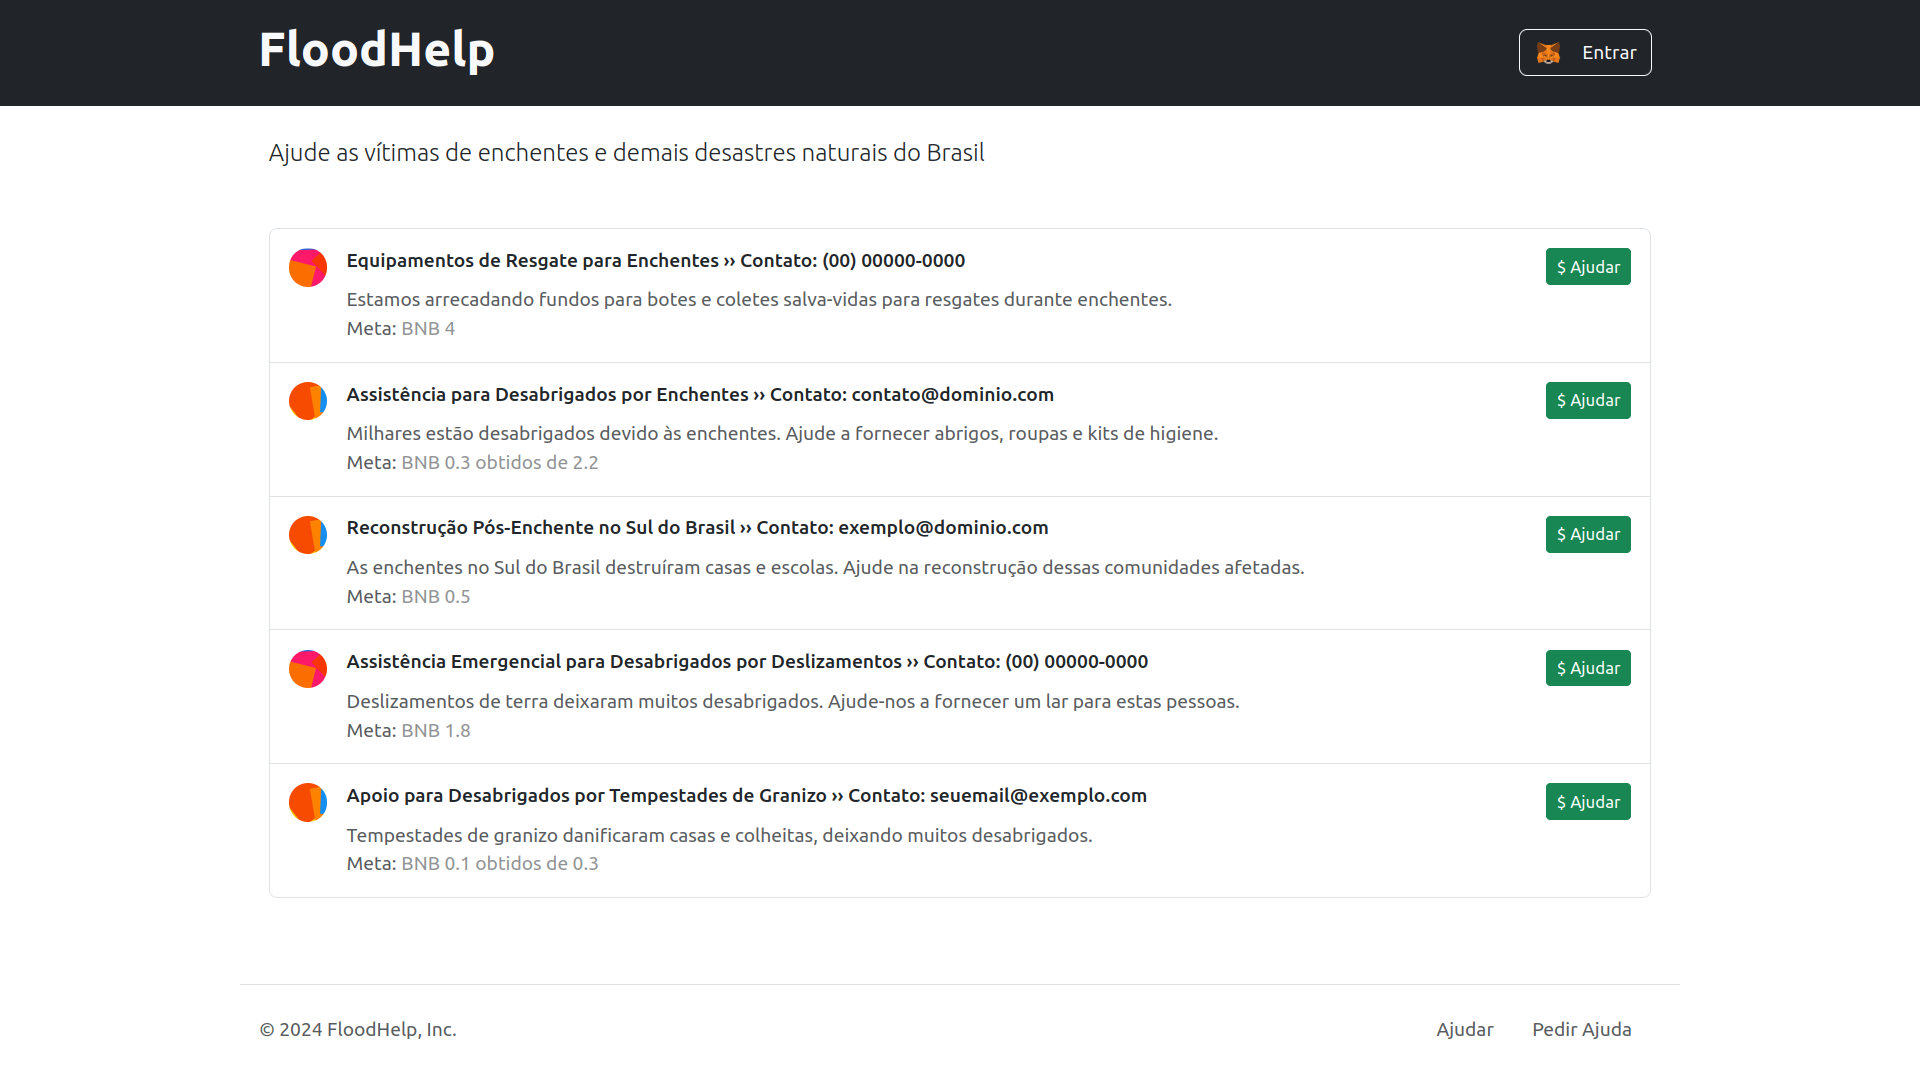 FloodHelp
Entrar
Ajude as vítimas de enchentes e demais desastres naturais do Brasil
Equipamentos de Resgate para Enchentes ›› Contato: (00) 00000-0000
$ Ajudar
Estamos arrecadando fundos para botes e coletes salva-vidas para resgates durante enchentes.
Meta: BNB 4
Assistência para Desabrigados por Enchentes ›› Contato: contato@dominio.com
$ Ajudar
Milhares estão desabrigados devido às enchentes. Ajude a fornecer abrigos, roupas e kits de higiene.
Meta: BNB 0.3 obtidos de 2.2
Reconstrução Pós-Enchente no Sul do Brasil ›› Contato: exemplo@dominio.com
$ Ajudar
As enchentes no Sul do Brasil destruíram casas e escolas. Ajude na reconstrução dessas comunidades afetadas.
Meta: BNB 0.5
Assistência Emergencial para Desabrigados por Deslizamentos ›› Contato: (00) 00000-0000
$ Ajudar
Deslizamentos de terra deixaram muitos desabrigados. Ajude-nos a fornecer um lar para estas pessoas.
Meta: BNB 1.8
Apoio para Desabrigados por Tempestades de Granizo ›› Contato: seuemail@exemplo.com
$ Ajudar
Tempestades de granizo danificaram casas e colheitas, deixando muitos desabrigados.
Meta: BNB 0.1 obtidos de 0.3
© 2024 FloodHelp, Inc.
Ajudar
Pedir Ajuda